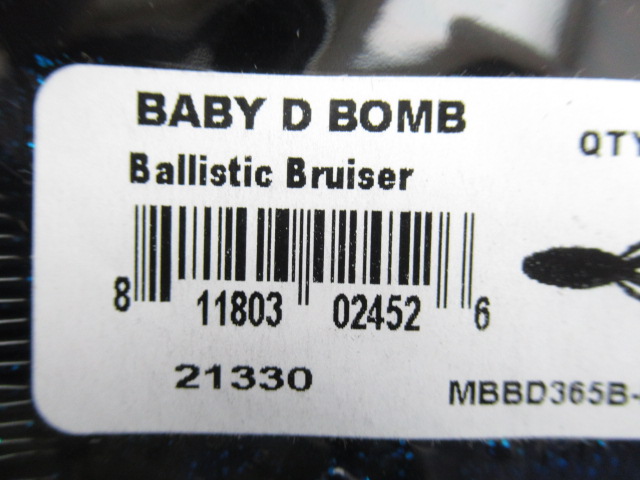 BABY D BOMB
QTY
Ballistic Bruiser
8 11803 02452 6
21330
MBBD365B-